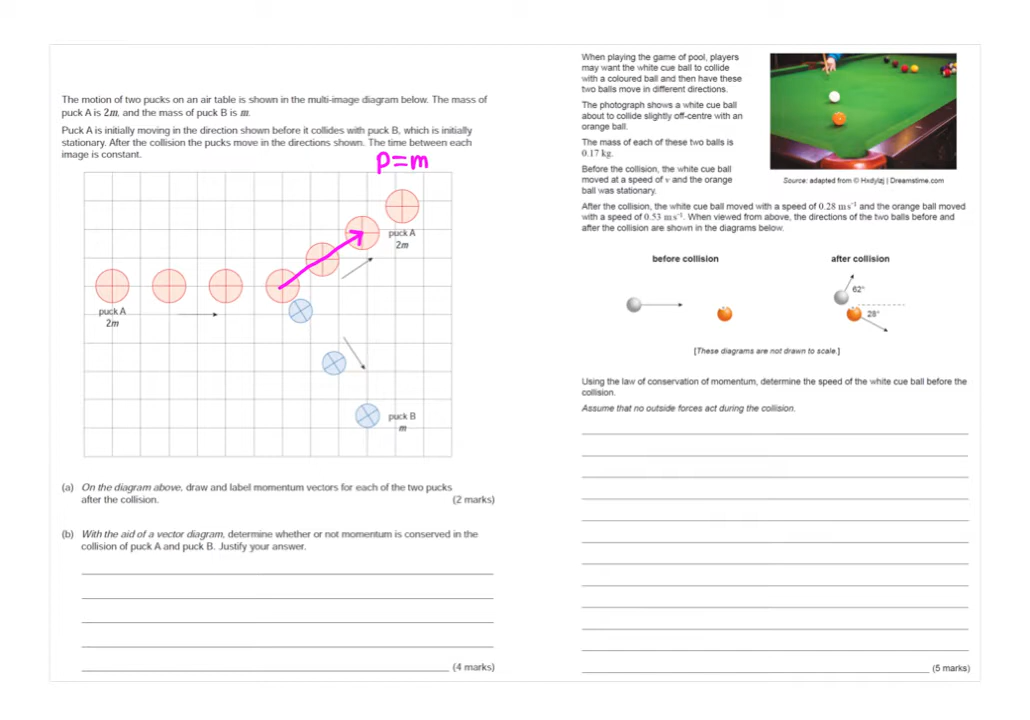 The motion of two pucks on an air table is shown in the multi-image diagram below. The mass of
puck A is 2m, and the mass of puck B is m.
Puck A is initially moving in the direction shown before it collides with puck B, which is initially
stationary. After the collision the pucks move in the directions shown. The time between each
image is constant.
p=m
puck A
2m
puck A
2m
puck B
m
(a) On the diagram above, draw and label momentum vectors for each of the two pucks
after the collision. (2 marks)
(b) With the aid of a vector diagram, determine whether or not momentum is conserved in the
collision of puck A and puck B. Justify your answer.
(4 marks)
When playing the game of pool, players
may want the white cue ball to collide
with a coloured ball and then have these
two balls move in different directions.
The photograph shows a white cue ball
about to collide slightly off-centre with an
orange ball.
The mass of each of these two balls is
0.17 kg.
Before the collision, the white cue ball
moved at a speed of v and the orange
ball was stationary.
Source: adapted from © Hxdylzj | Dreamstime.com
After the collision, the white cue ball moved with a speed of 0.28 m s⁻¹ and the orange ball moved
with a speed of 0.53 m s⁻¹. When viewed from above, the directions of the two balls before and
after the collision are shown in the diagrams below.
before collision
after collision
62°
28°
[These diagrams are not drawn to scale.]
Using the law of conservation of momentum, determine the speed of the white cue ball before the
collision.
Assume that no outside forces act during the collision.
(5 marks)